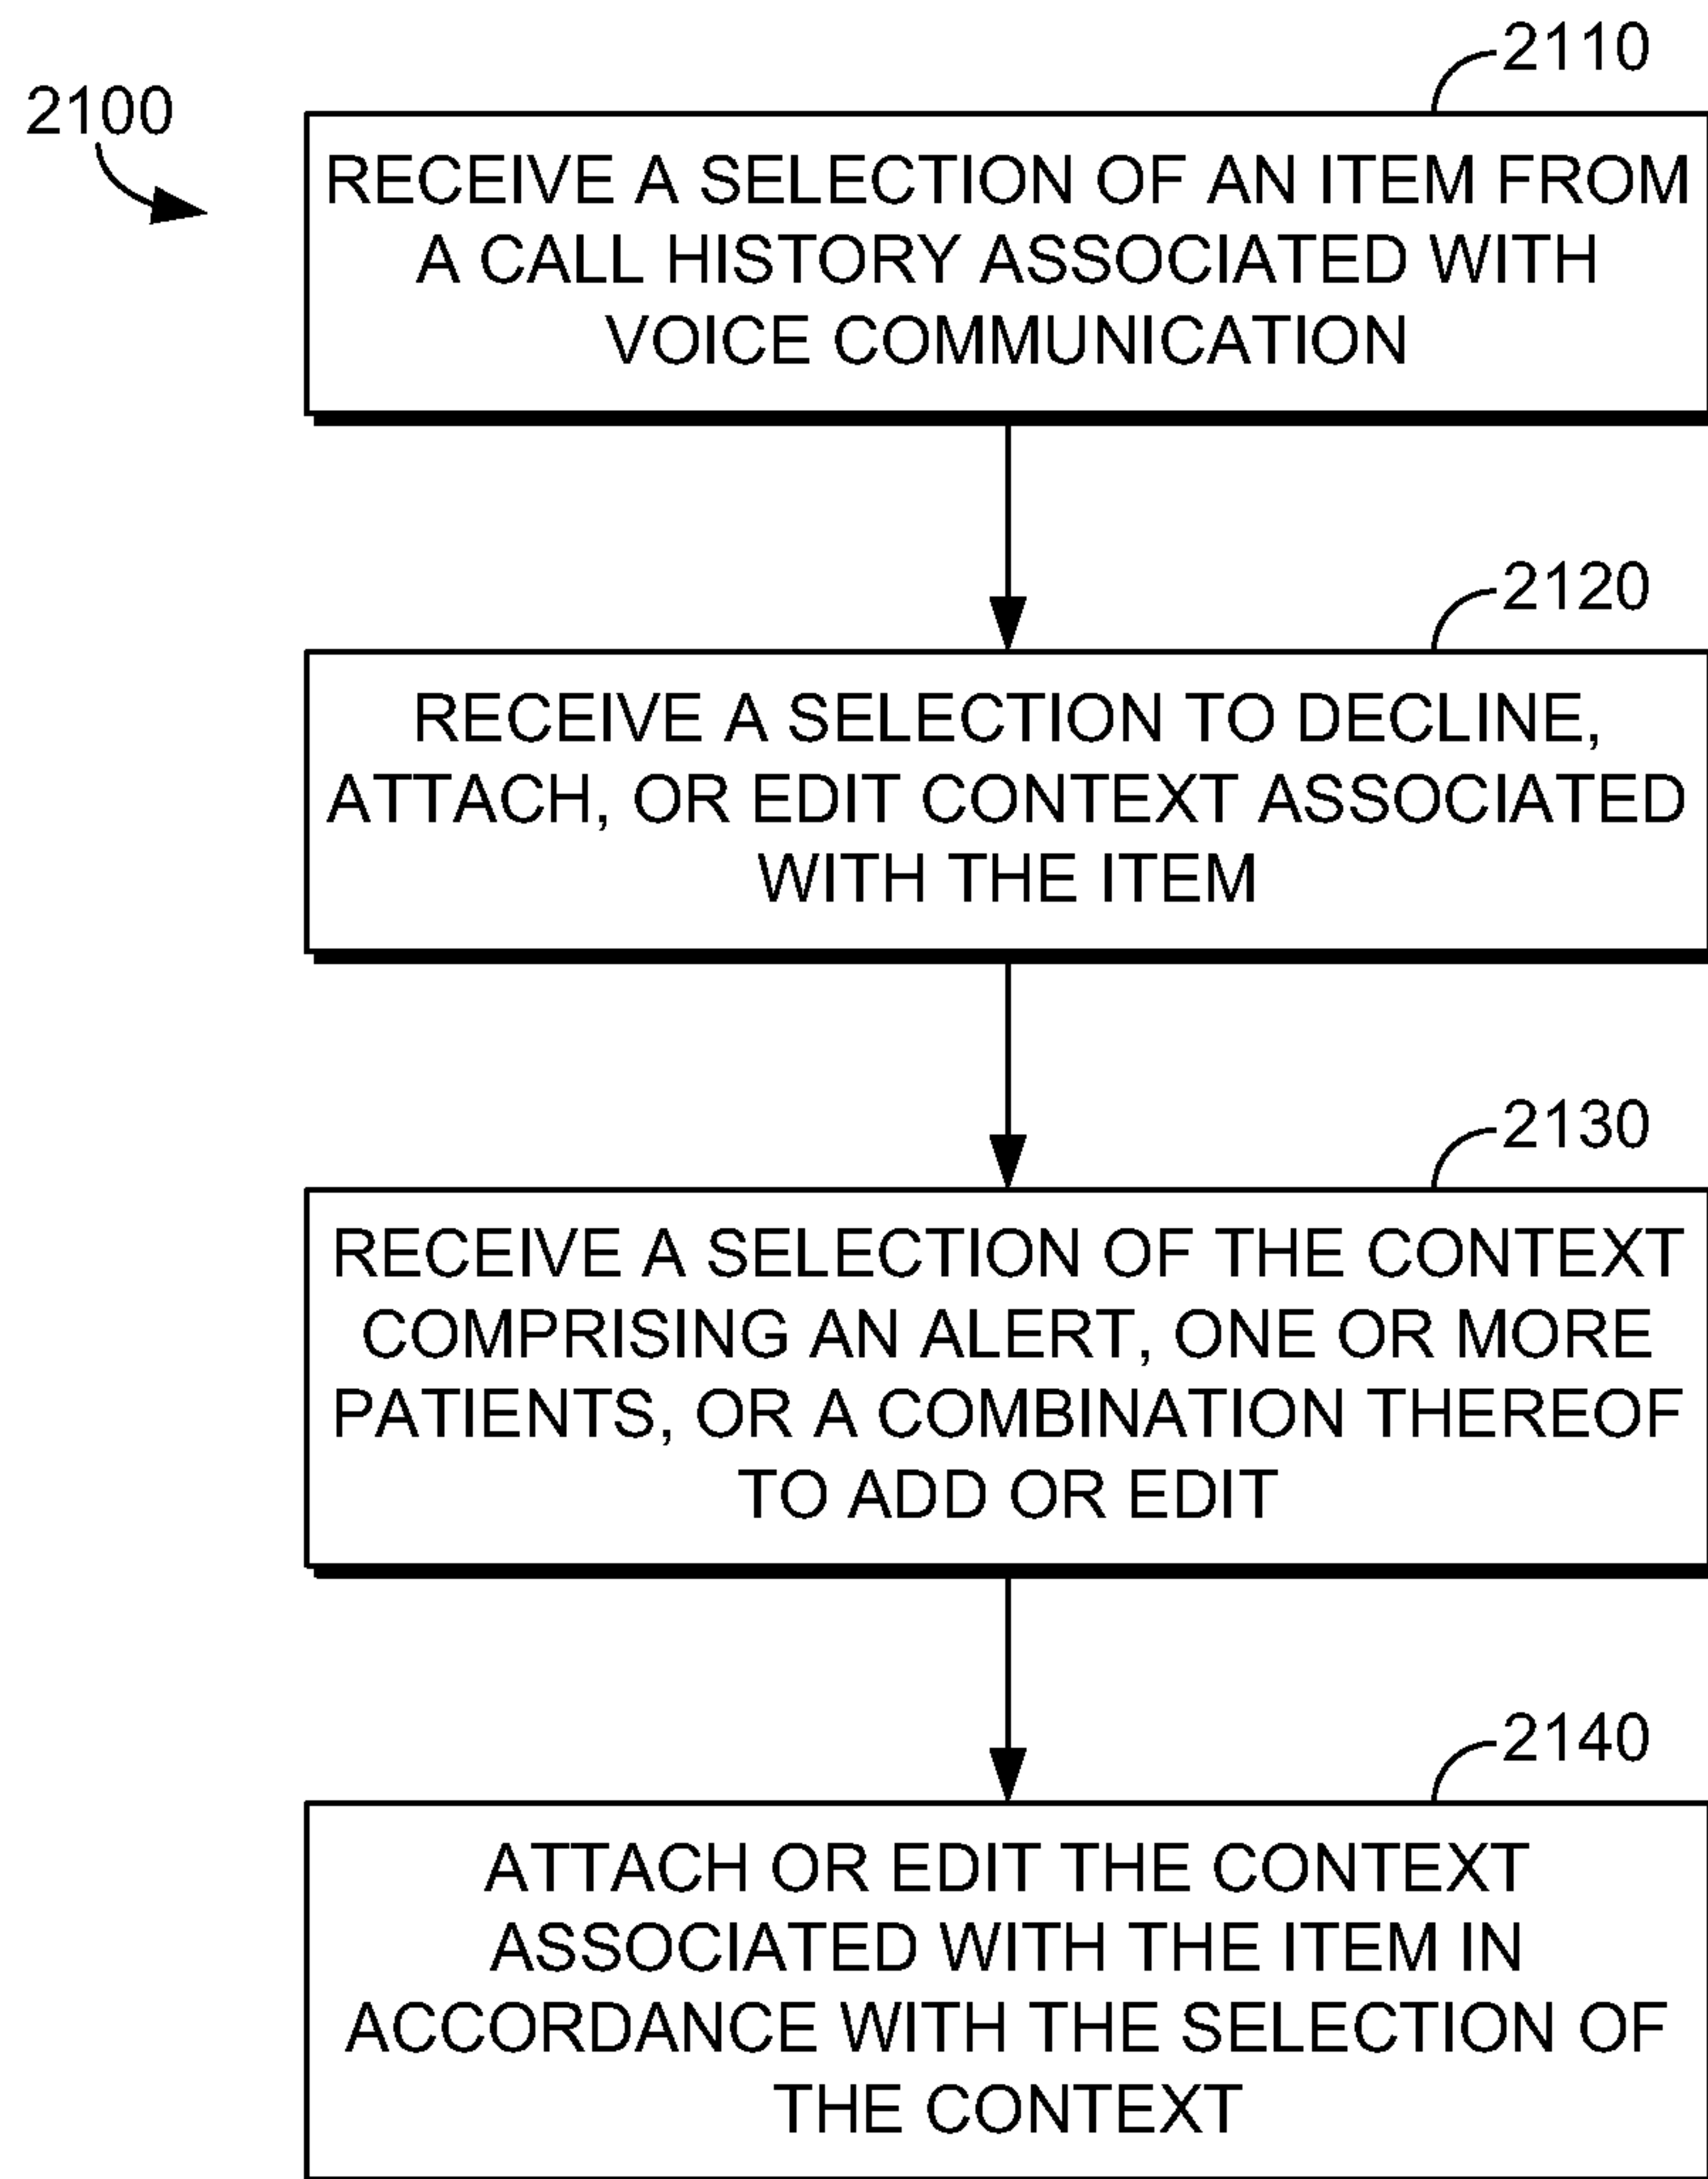 2100
2110
RECEIVE A SELECTION OF AN ITEM FROM
A CALL HISTORY ASSOCIATED WITH
VOICE COMMUNICATION
2120
RECEIVE A SELECTION TO DECLINE,
ATTACH, OR EDIT CONTEXT ASSOCIATED
WITH THE ITEM
2130
RECEIVE A SELECTION OF THE CONTEXT
COMPRISING AN ALERT, ONE OR MORE
PATIENTS, OR A COMBINATION THEREOF
TO ADD OR EDIT
2140
ATTACH OR EDIT THE CONTEXT
ASSOCIATED WITH THE ITEM IN
ACCORDANCE WITH THE SELECTION OF
THE CONTEXT